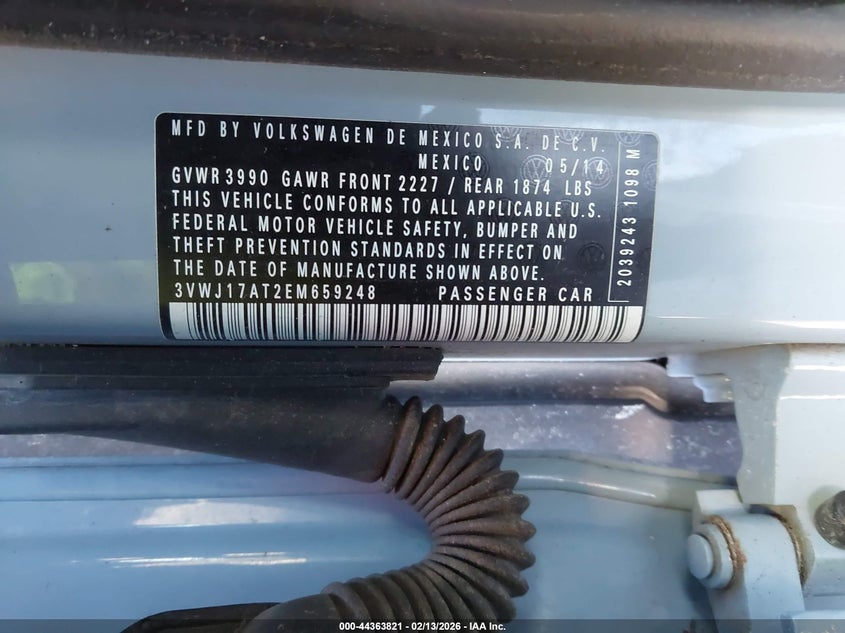 MFD BY VOLKSWAGEN DE MEXICO S.A. DE C.V.
MEXICO 05/14
GVWR 3990 GAWR FRONT 2227 / REAR 1874 LBS
THIS VEHICLE CONFORMS TO ALL APPLICABLE U.S.
FEDERAL MOTOR VEHICLE SAFETY, BUMPER AND
THEFT PREVENTION STANDARDS IN EFFECT ON
THE DATE OF MANUFACTURE SHOWN ABOVE.
3VWJ17AT2EM659248 PASSENGER CAR
2039243 1098 M
000-44363821 - 02/13/2026 - IAA Inc.